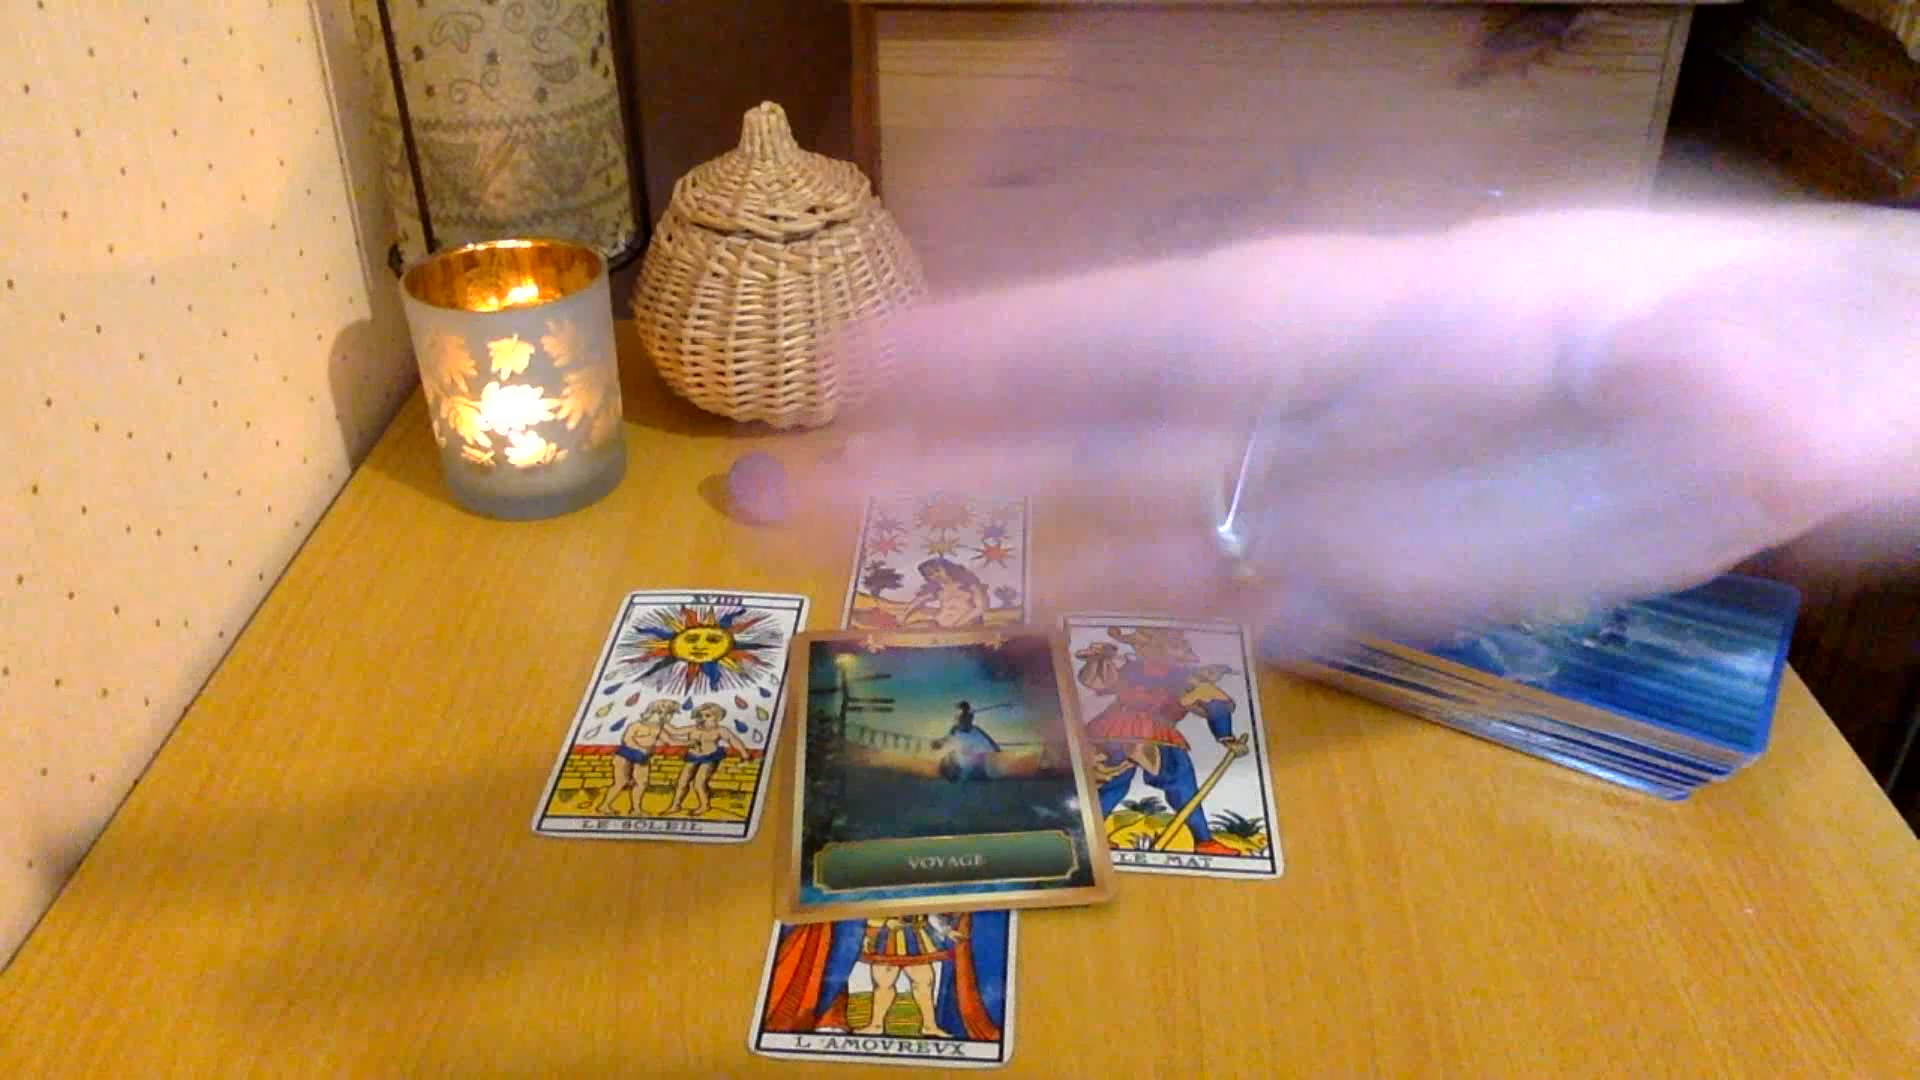 XVIIII
LE SOLEIL
VOYAGE
LE MAT
L'AMOVREVX